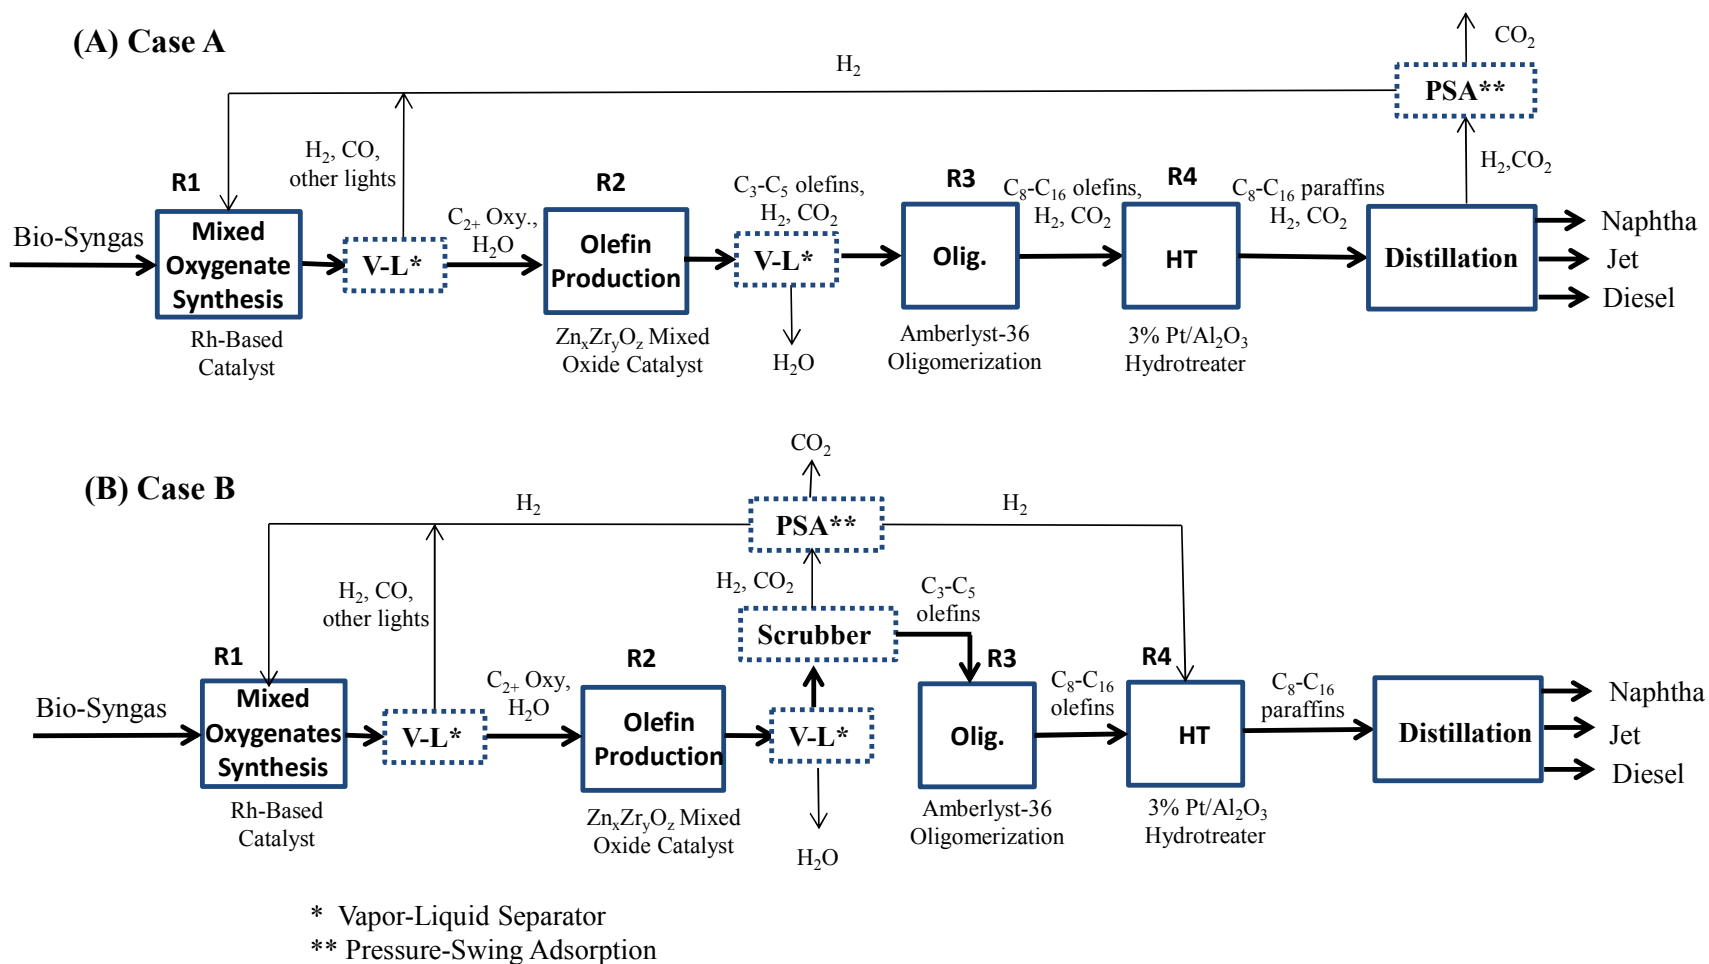 (A) Case A
CO2
H2
PSA**
H2, CO,
other lights
H2,CO2
R1
R2
C3-C5 olefins,
H2, CO2
R3
C8-C16 olefins,
H2, CO2
R4
C8-C16 paraffins
H2, CO2
Bio-Syngas
Mixed
Oxygenate
Synthesis
V-L*
C2+ Oxy.,
H2O
Olefin
Production
V-L*
Olig.
HT
Distillation
Naphtha
Jet
Diesel
Rh-Based
Catalyst
ZnxZryOz Mixed
Oxide Catalyst
H2O
Amberlyst-36
Oligomerization
3% Pt/Al2O3
Hydrotreater
(B) Case B
CO2
H2
PSA**
H2
H2, CO,
other lights
H2, CO2
C3-C5
olefins
Scrubber
R1
R2
R3
R4
Bio-Syngas
Mixed
Oxygenates
Synthesis
V-L*
C2+ Oxy,
H2O
Olefin
Production
V-L*
Olig.
C8-C16
olefins
HT
C8-C16
paraffins
Distillation
Naphtha
Jet
Diesel
Rh-Based
Catalyst
ZnxZryOz Mixed
Oxide Catalyst
H2O
Amberlyst-36
Oligomerization
3% Pt/Al2O3
Hydrotreater
* Vapor-Liquid Separator
** Pressure-Swing Adsorption